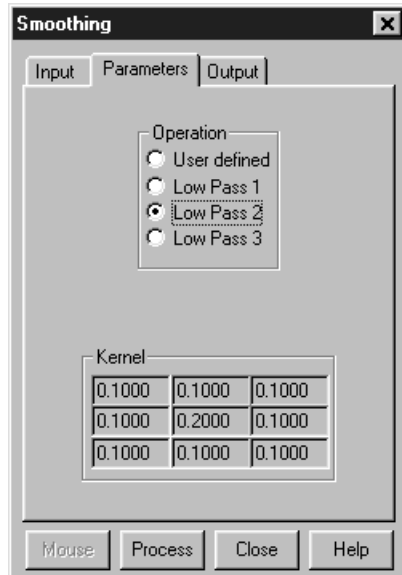 Smoothing
Input Parameters Output
Operation
User defined
Low Pass 1
Low Pass 2
Low Pass 3
Kernel
0.1000 0.1000 0.1000
0.1000 0.2000 0.1000
0.1000 0.1000 0.1000
Mouse Process Close Help